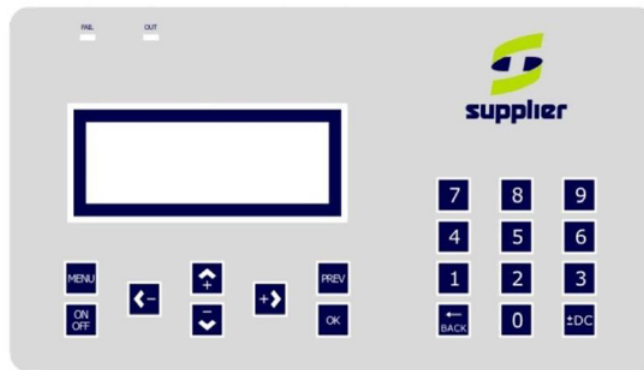 FAIL OUT
supplier
7 8 9
4 5 6
1 2 3
BACK 0 ±DC
MENU
ON
OFF
-
+
-
+
PREV
OK